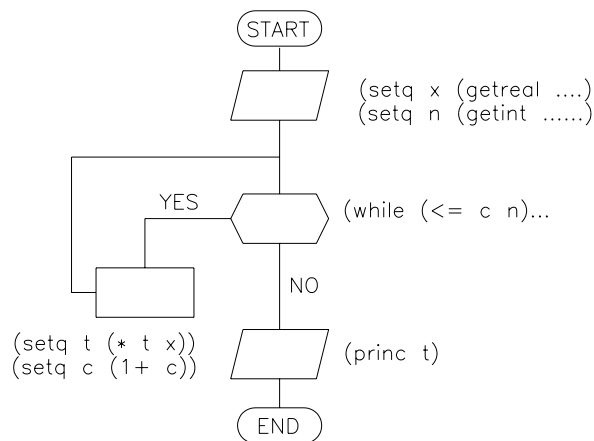 START
(setq x (getreal ....)
(setq n (getint ......)
YES
(while (<= c n)...
NO
(setq t (* t x))
(setq c (1+ c))
(princ t)
END